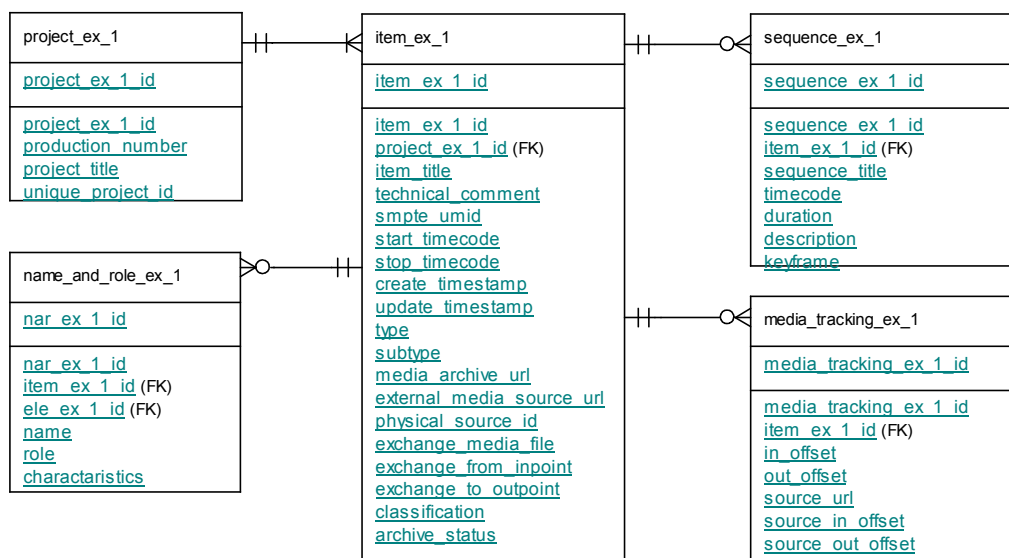 project_ex_1
project_ex_1_id
project_ex_1_id
production_number
project_title
unique_project_id
name_and_role_ex_1
nar_ex_1_id
nar_ex_1_id
item_ex_1_id (FK)
ele_ex_1_id (FK)
name
role
charactaristics
item_ex_1
item_ex_1_id
item_ex_1_id
project_ex_1_id (FK)
item_title
technical_comment
smpte_umid
start_timecode
stop_timecode
create_timestamp
update_timestamp
type
subtype
media_archive_url
external_media_source_url
physical_source_id
exchange_media_file
exchange_from_inpoint
exchange_to_outpoint
classification
archive_status
sequence_ex_1
sequence_ex_1_id
sequence_ex_1_id
item_ex_1_id (FK)
sequence_title
timecode
duration
description
keyframe
media_tracking_ex_1
media_tracking_ex_1_id
media_tracking_ex_1_id
item_ex_1_id (FK)
in_offset
out_offset
source_url
source_in_offset
source_out_offset